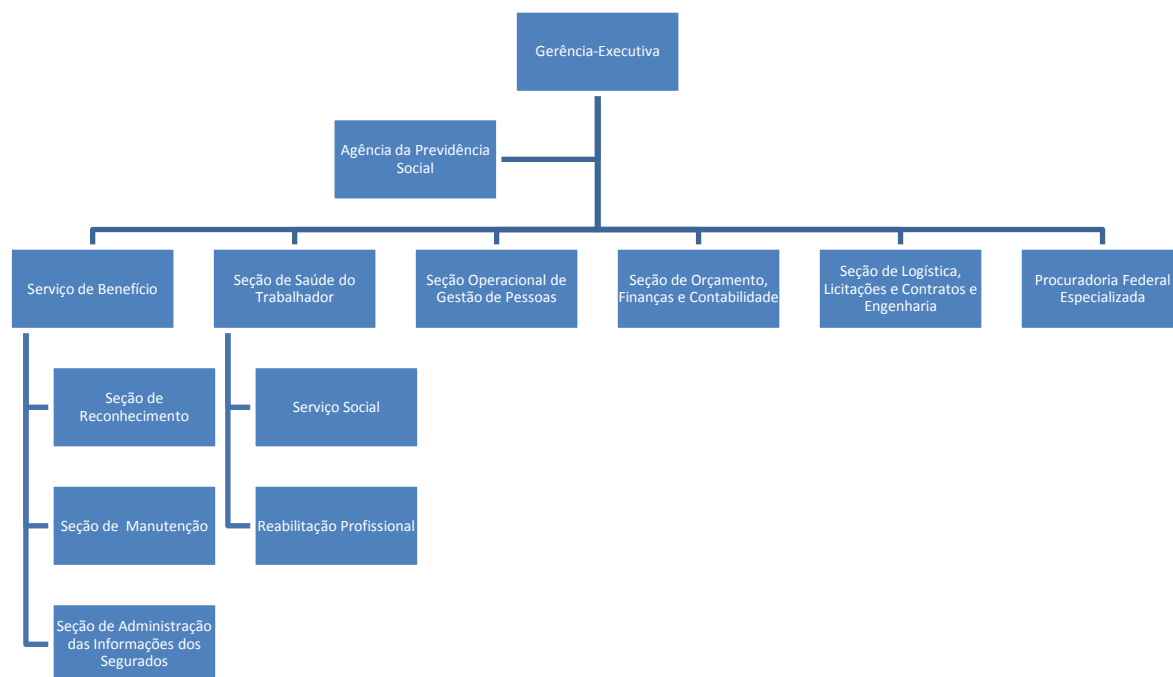 Gerência-Executiva
Agência da Previdência
Social
Serviço de Benefício
Seção de Saúde do
Trabalhador
Seção Operacional de
Gestão de Pessoas
Seção de Orçamento,
Finanças e Contabilidade
Seção de Logística,
Licitações e Contratos e
Engenharia
Procuradoria Federal
Especializada
Seção de
Reconhecimento
Serviço Social
Seção de Manutenção
Reabilitação Profissional
Seção de Administração
das Informações dos
Segurados